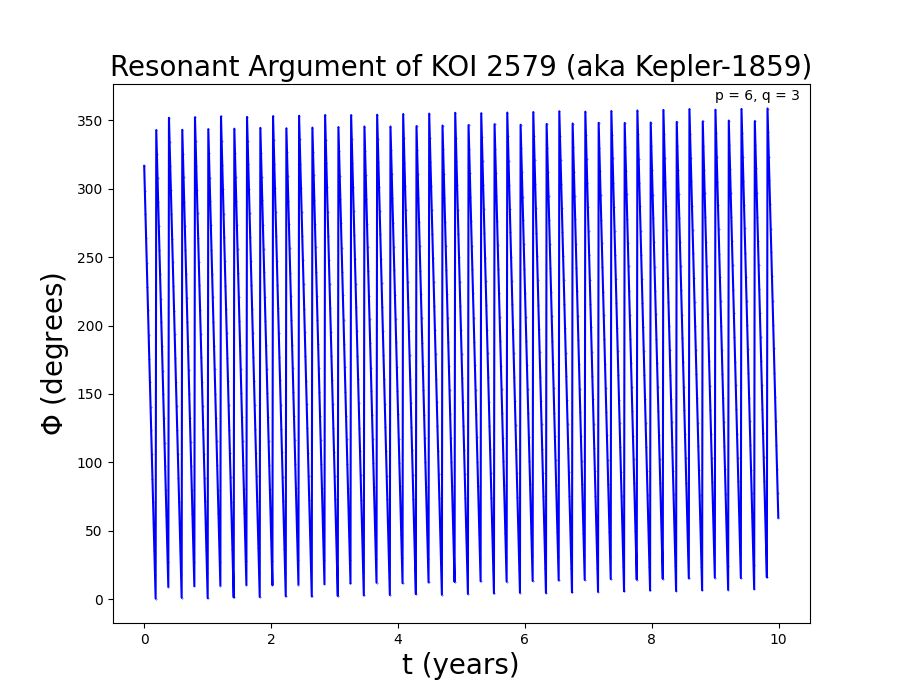 Resonant Argument of KOI 2579 (aka Kepler-1859)
p = 6, q = 3
350
300
250
200
150
100
50
0
Φ (degrees)
0 2 4 6 8 10
t (years)